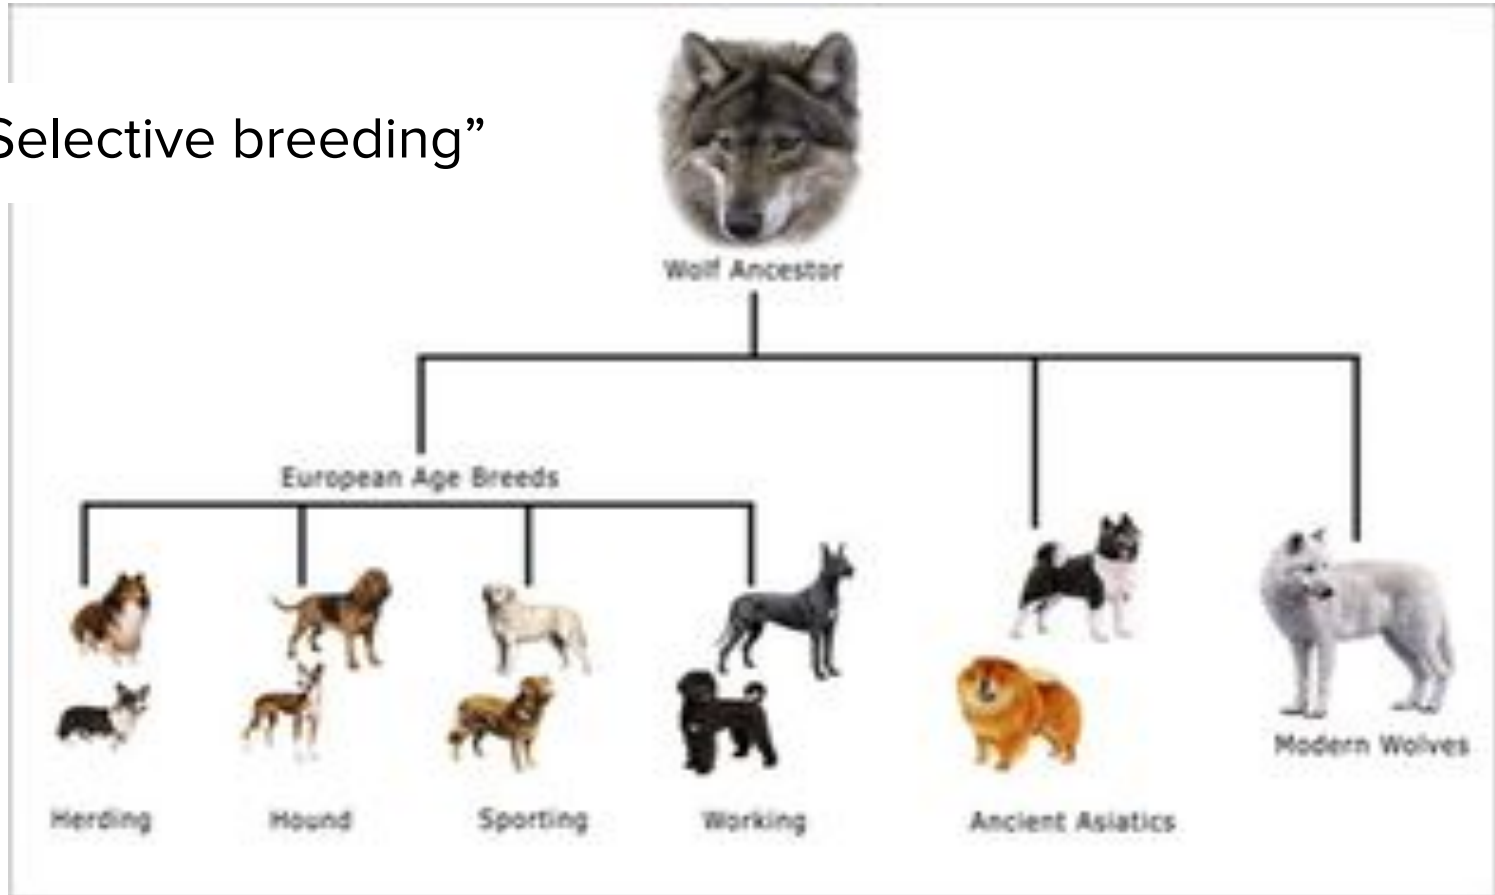 Selective breeding”
Wolf Ancestor
European Age Breeds
Herding
Hound
Sporting
Working
Ancient Asiatics
Modern Wolves